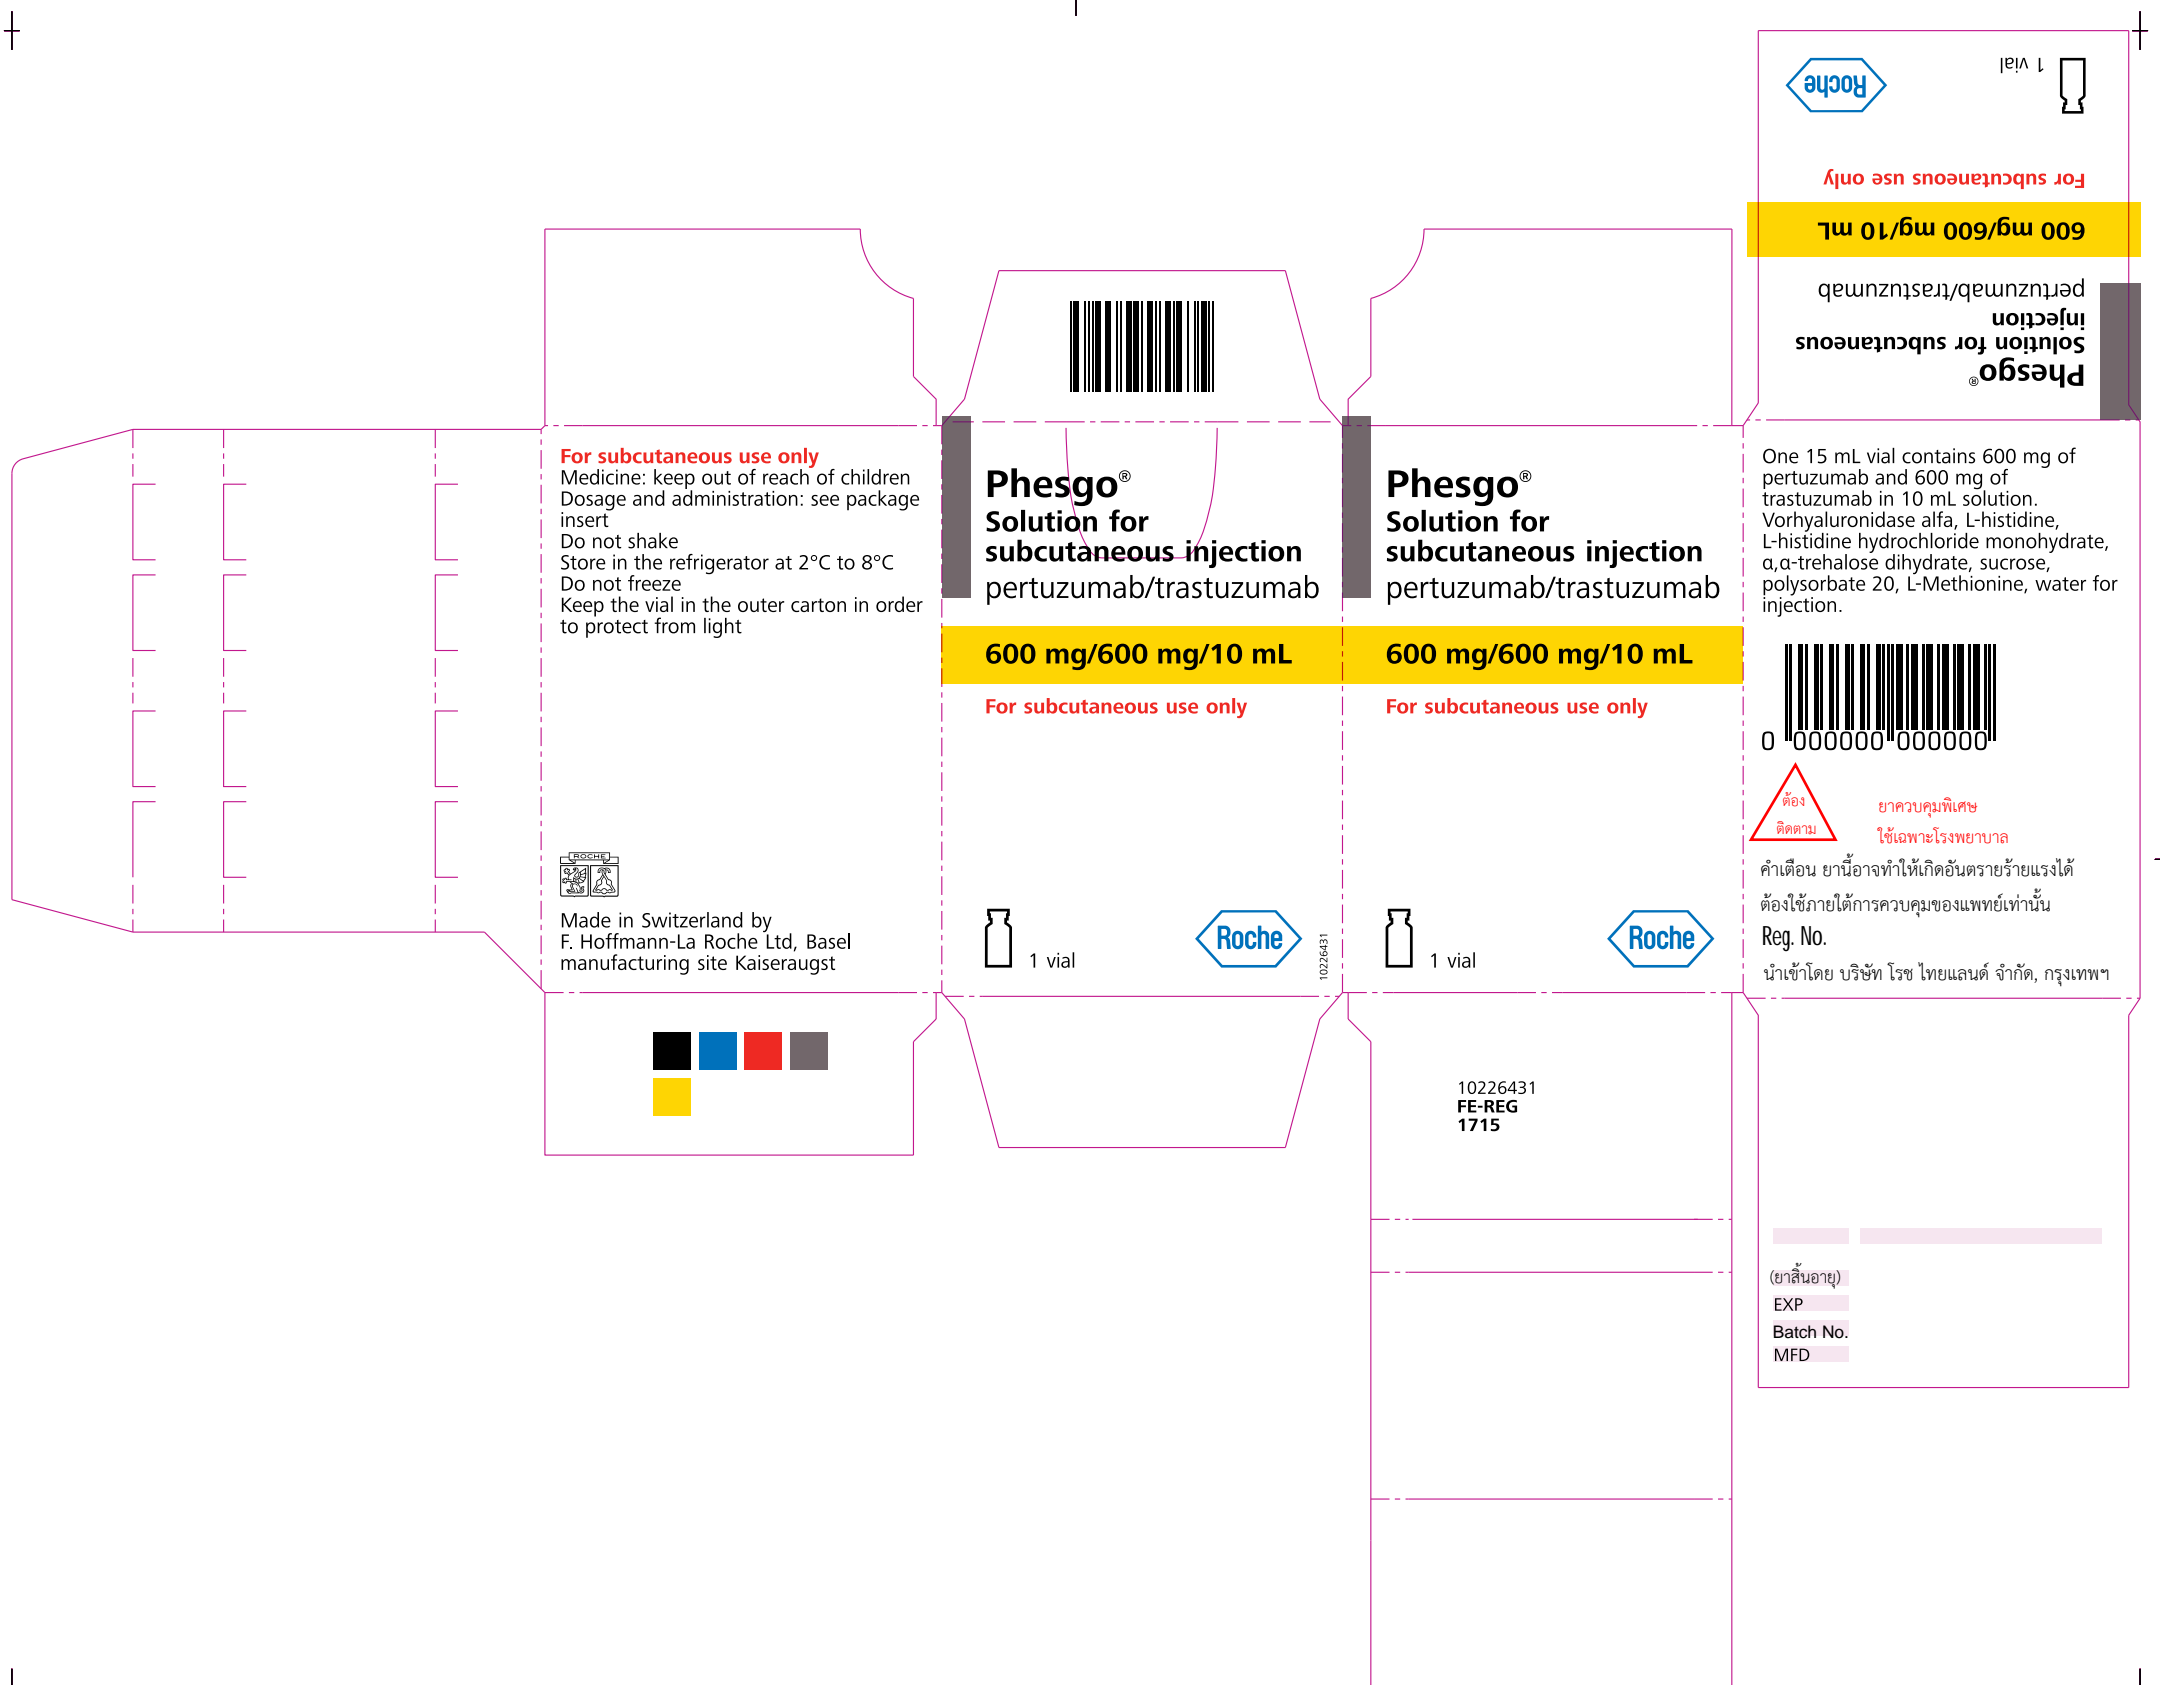 Roche
1 vial
For subcutaneous use only
600 mg/600 mg/10 mL
pertuzumab/trastuzumab
injection
Solution for subcutaneous
Phesgo®
For subcutaneous use only
Medicine: keep out of reach of children
Dosage and administration: see package
insert
Do not shake
Store in the refrigerator at 2°C to 8°C
Do not freeze
Keep the vial in the outer carton in order
to protect from light
ROCHE
Made in Switzerland by
F. Hoffmann-La Roche Ltd, Basel
manufacturing site Kaiseraugst
Phesgo®
Solution for
subcutaneous injection
pertuzumab/trastuzumab
600 mg/600 mg/10 mL
For subcutaneous use only
1 vial
Roche
10226431
Phesgo®
Solution for
subcutaneous injection
pertuzumab/trastuzumab
600 mg/600 mg/10 mL
For subcutaneous use only
1 vial
Roche
10226431
FE-REG
1715
One 15 mL vial contains 600 mg of
pertuzumab and 600 mg of
trastuzumab in 10 mL solution.
Vorhyaluronidase alfa, L-histidine,
L-histidine hydrochloride monohydrate,
α,α-trehalose dihydrate, sucrose,
polysorbate 20, L-Methionine, water for
injection.
0 000000 000000
ต้อง
ติดตาม
ยาควบคุมพิเศษ
ใช้เฉพาะโรงพยาบาล
คำเตือน ยานี้อาจทำให้เกิดอันตรายร้ายแรงได้
ต้องใช้ภายใต้การควบคุมของแพทย์เท่านั้น
Reg. No.
นำเข้าโดย บริษัท โรช ไทยแลนด์ จำกัด, กรุงเทพฯ
(ยาสิ้นอายุ)
EXP
Batch No.
MFD